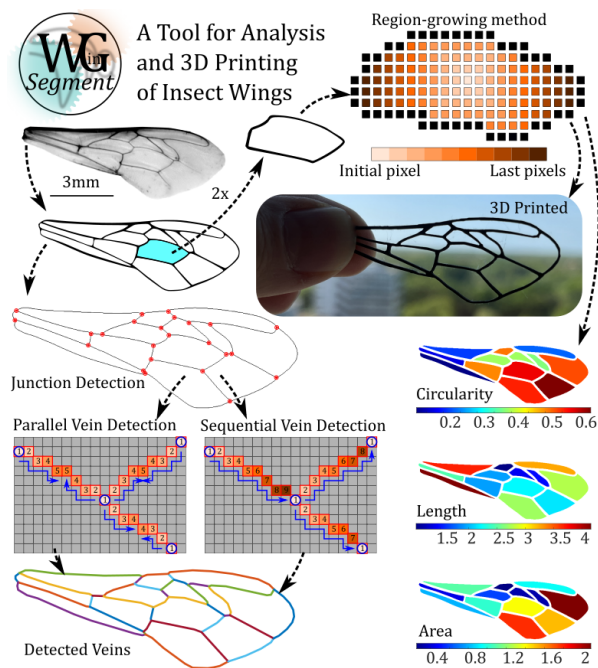 WinG
Segment
A Tool for Analysis
and 3D Printing
of Insect Wings
Region-growing method
Initial pixel
Last pixels
3mm
2x
3D Printed
Junction Detection
Parallel Vein Detection
Sequential Vein Detection
Circularity
0.2 0.3 0.4 0.5 0.6
Length
1.5 2 2.5 3 3.5 4
Detected Veins
Area
0.4 0.8 1.2 1.6 2